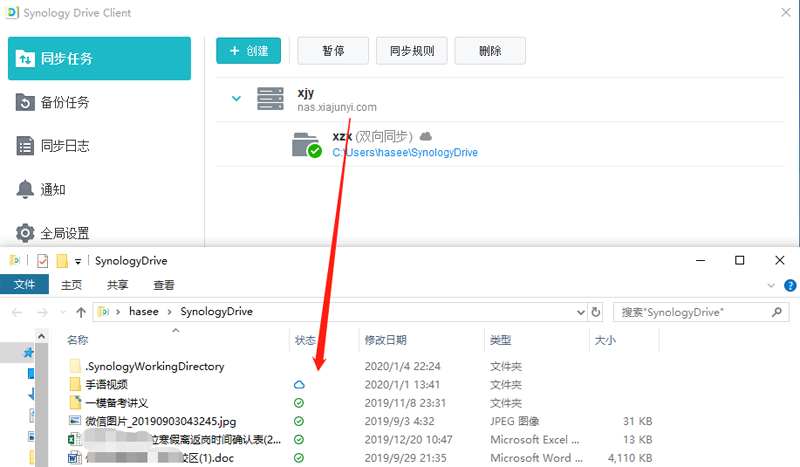 Synology Drive Client
同步任务
+ 创建
暂停
同步规则
删除
备份任务
xjy
nas.xiajunyi.com
同步日志
xzx (双向同步)
C:\Users\hasee\SynologyDrive
通知
全局设置
SynologyDrive
文件
主页
共享
查看
hasee > SynologyDrive
搜索"SynologyDrive"
名称 状态 修改日期 类型 大小
.SynologyWorkingDirectory 2020/1/4 22:24 文件夹
手语视频 2020/1/1 13:41 文件夹
一模备考讲义 2019/11/8 23:31 文件夹
微信图片_20190903043245.jpg 2019/9/3 4:32 JPEG 图像 31 KB
寒假离返岗时间确认表(2... 2019/12/20 10:47 Microsoft Excel ... 13 KB
校区(1).doc 2019/9/29 21:35 Microsoft Word ... 4,110 KB